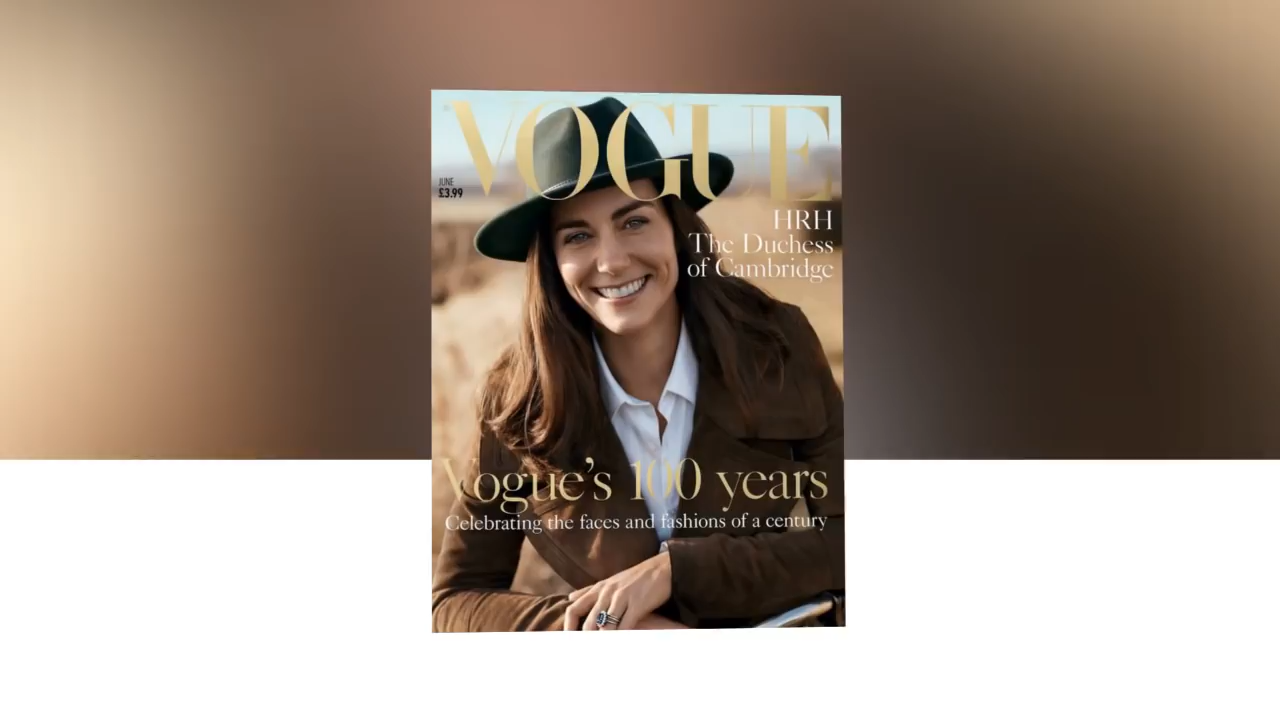 VOGUE
JUNE
£3.99
HRH
The Duchess
of Cambridge
Vogue's 100 years
Celebrating the faces and fashions of a century